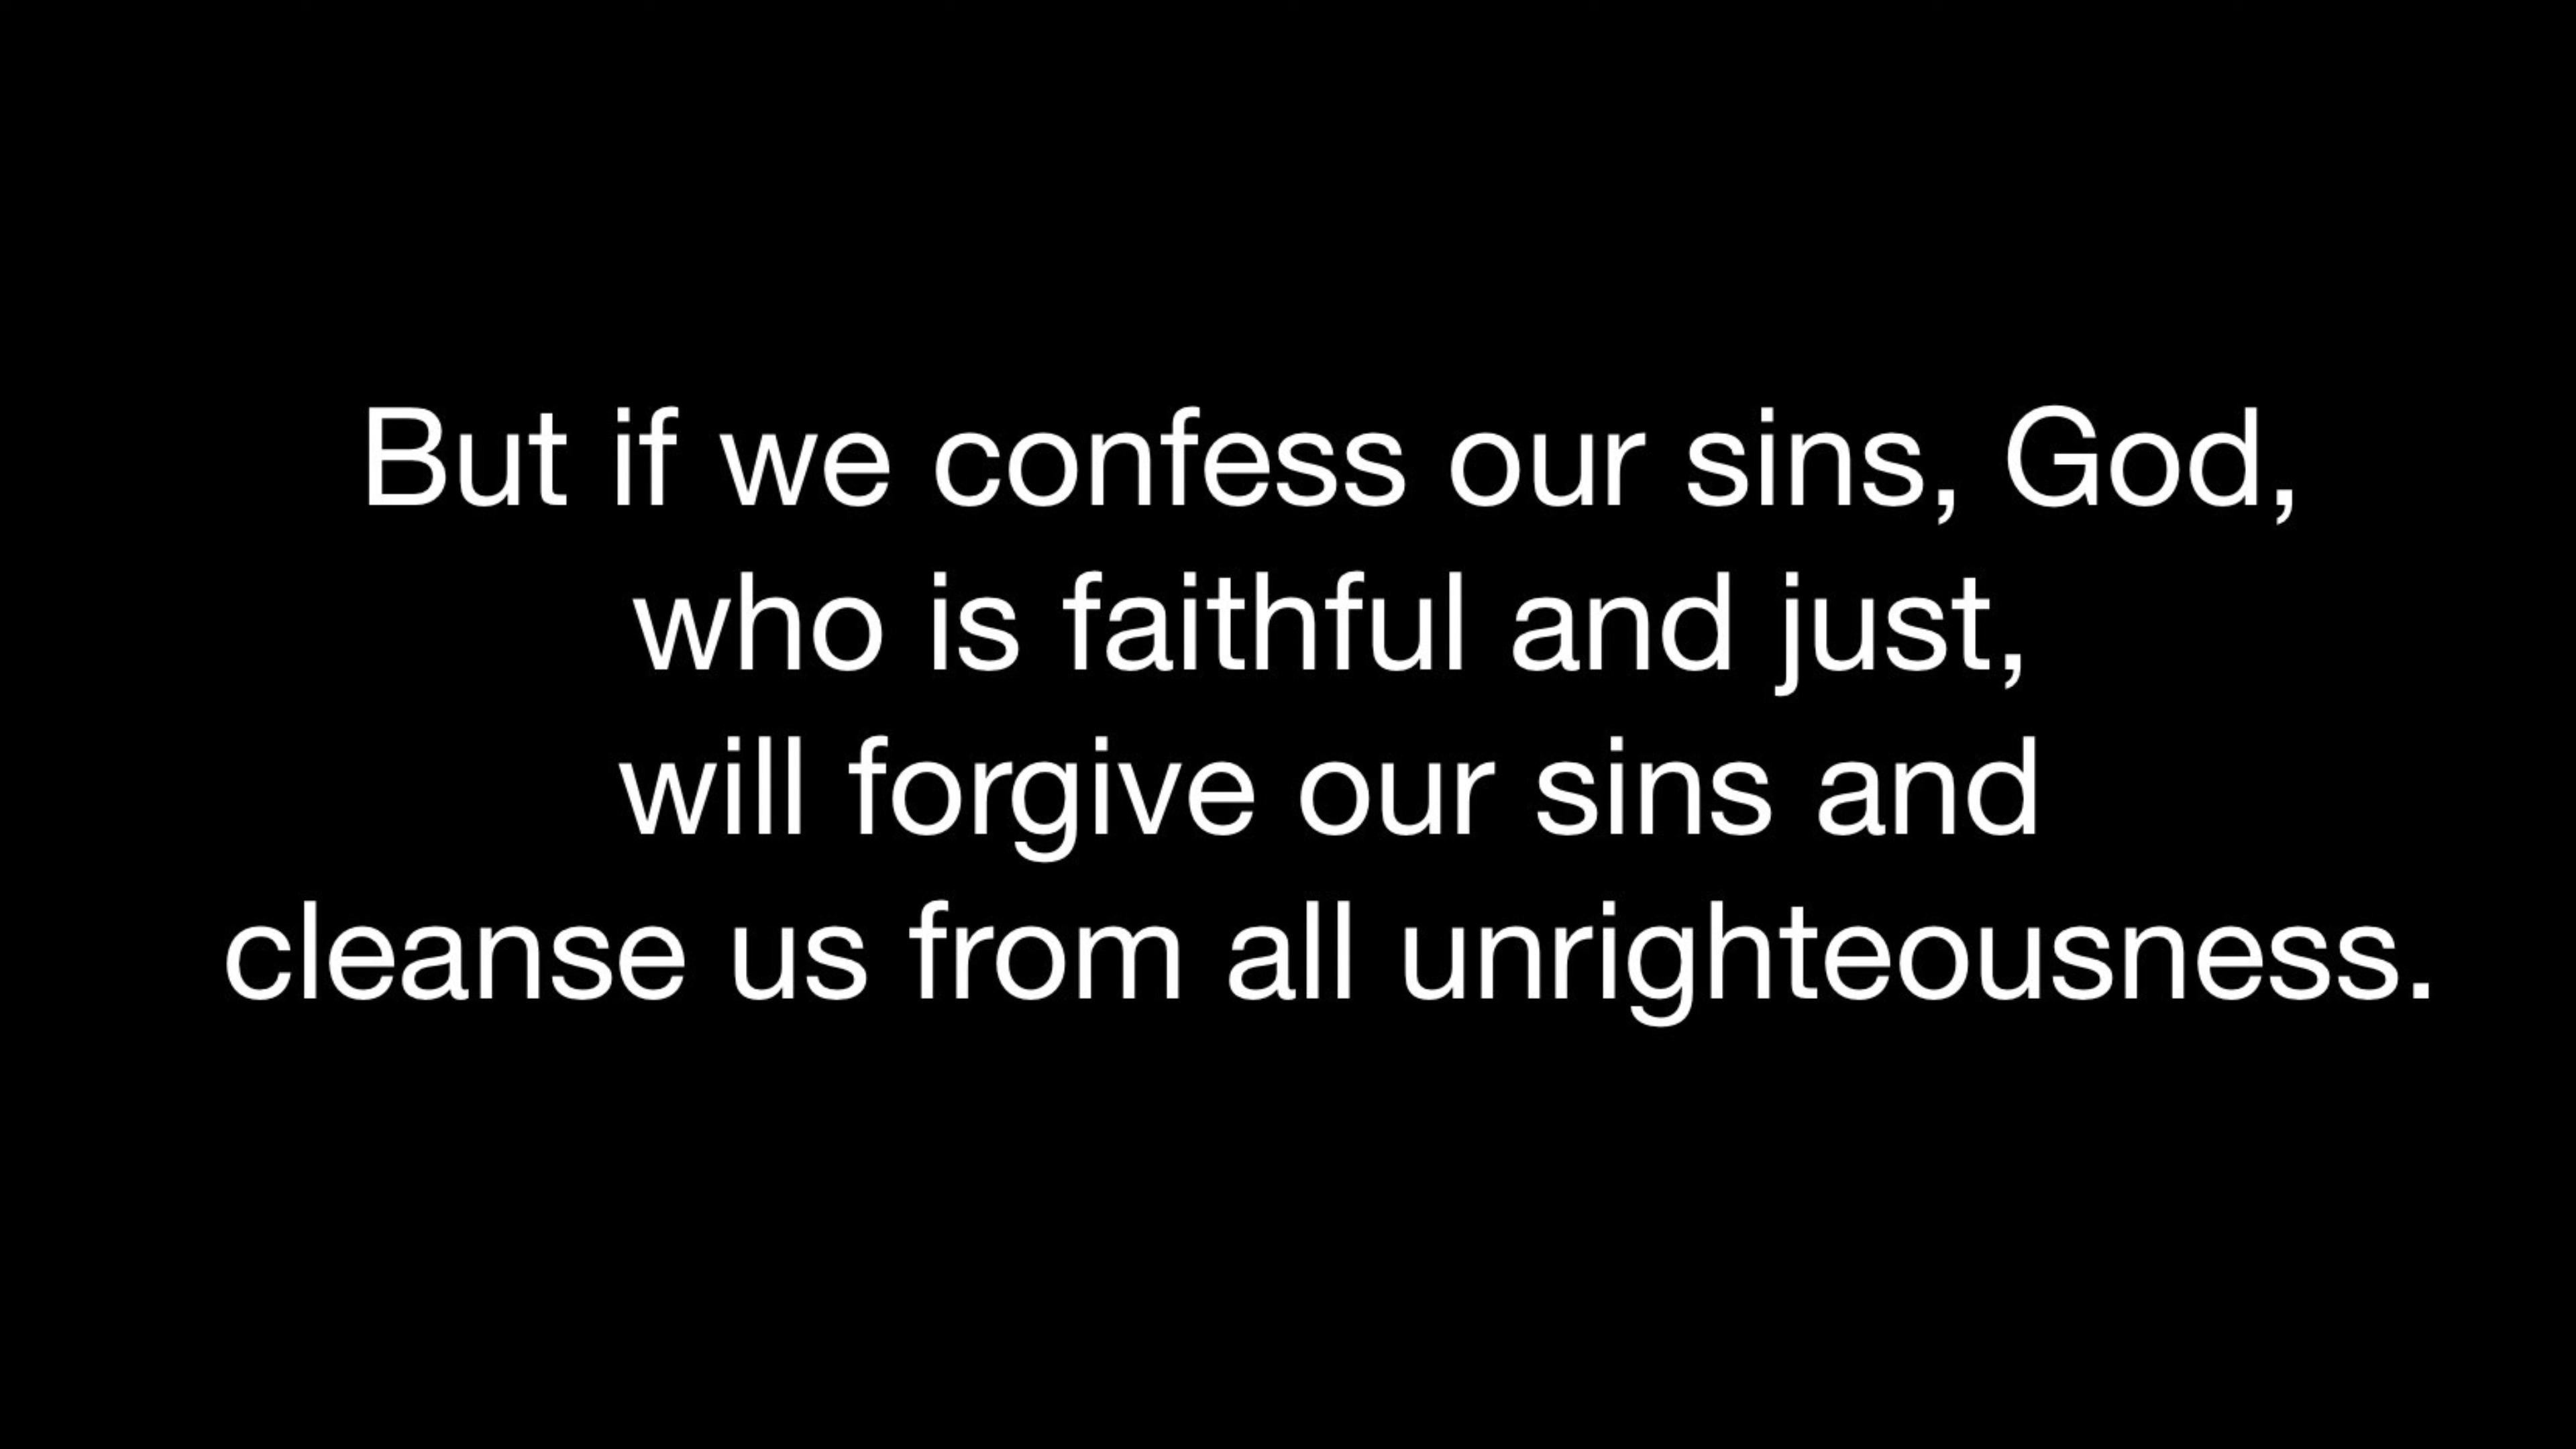 But if we confess our sins, God,
who is faithful and just,
will forgive our sins and
cleanse us from all unrighteousness.